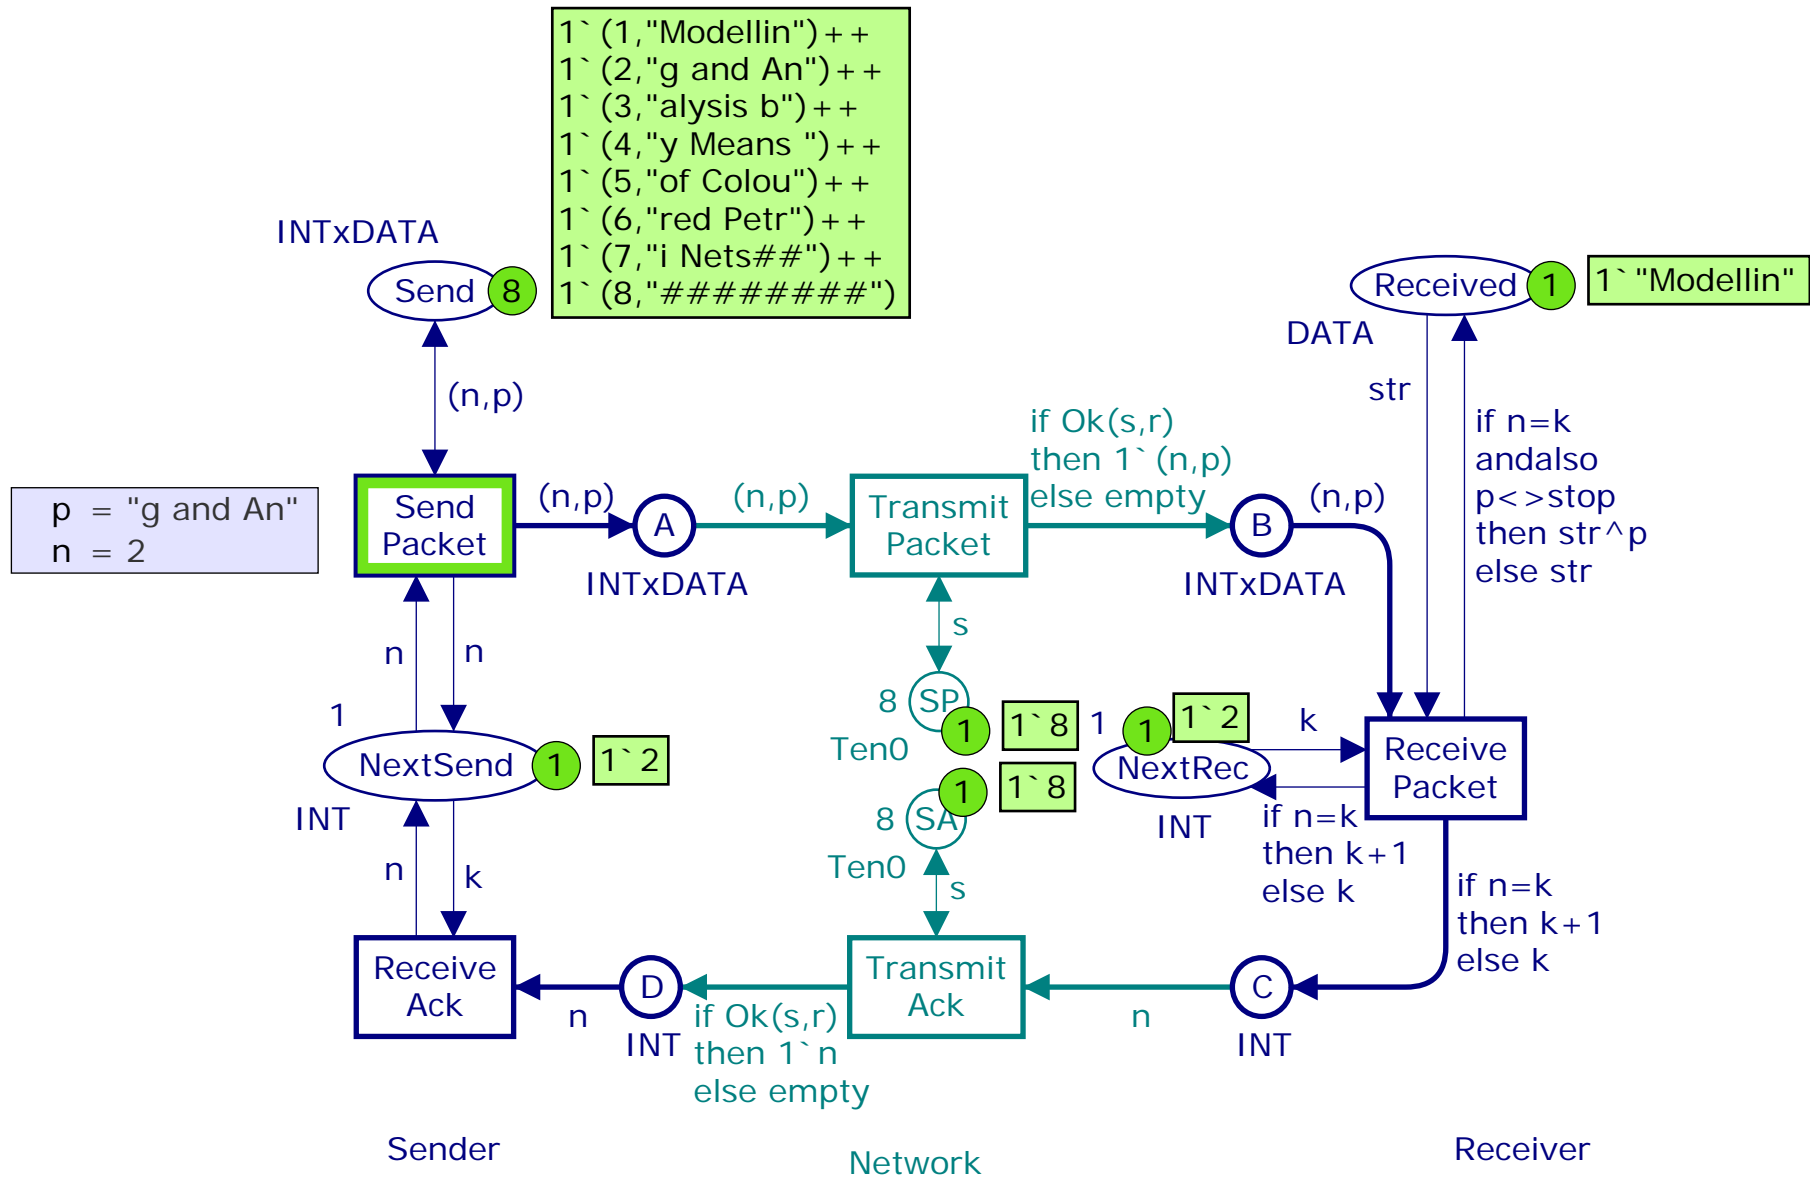 1`(1,"Modellin")++
1`(2,"g and An")++
1`(3,"alysis b")++
1`(4,"y Means ")++
1`(5,"of Colou")++
1`(6,"red Petr")++
1`(7,"i Nets##")++
1`(8,"########")
INTxDATA
Send
8
Received
1
1`"Modellin"
DATA
(n,p)
str
if n=k
andalso
p<>stop
then str^p
else str
if Ok(s,r)
then 1`(n,p)
else empty
p = "g and An"
n = 2
Send
Packet
(n,p)
A
INTxDATA
(n,p)
Transmit
Packet
B
(n,p)
INTxDATA
n
n
s
1
NextSend
1
1`2
INT
8
SP
1
1`8
Ten0
8
SA
1
1`8
Ten0
1
1
1`2
NextRec
INT
k
if n=k
then k+1
else k
Receive
Packet
n
k
s
if n=k
then k+1
else k
Receive
Ack
n
D
INT
if Ok(s,r)
then 1`n
else empty
Transmit
Ack
n
C
INT
Sender
Network
Receiver